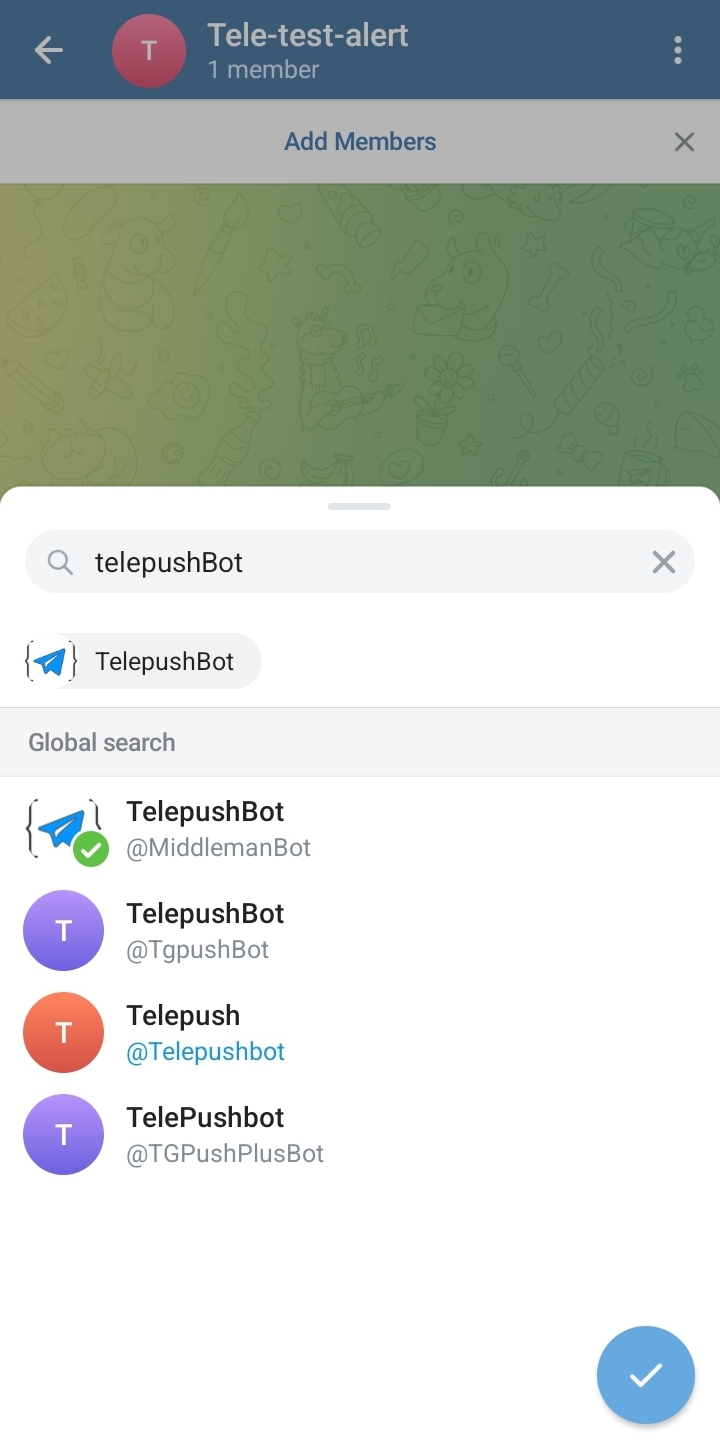 T
Tele-test-alert
1 member
Add Members
telepushBot
TelepushBot
Global search
TelepushBot
@MiddlemanBot
T
TelepushBot
@TgpushBot
T
Telepush
@Telepushbot
T
TelePushbot
@TGPushPlusBot